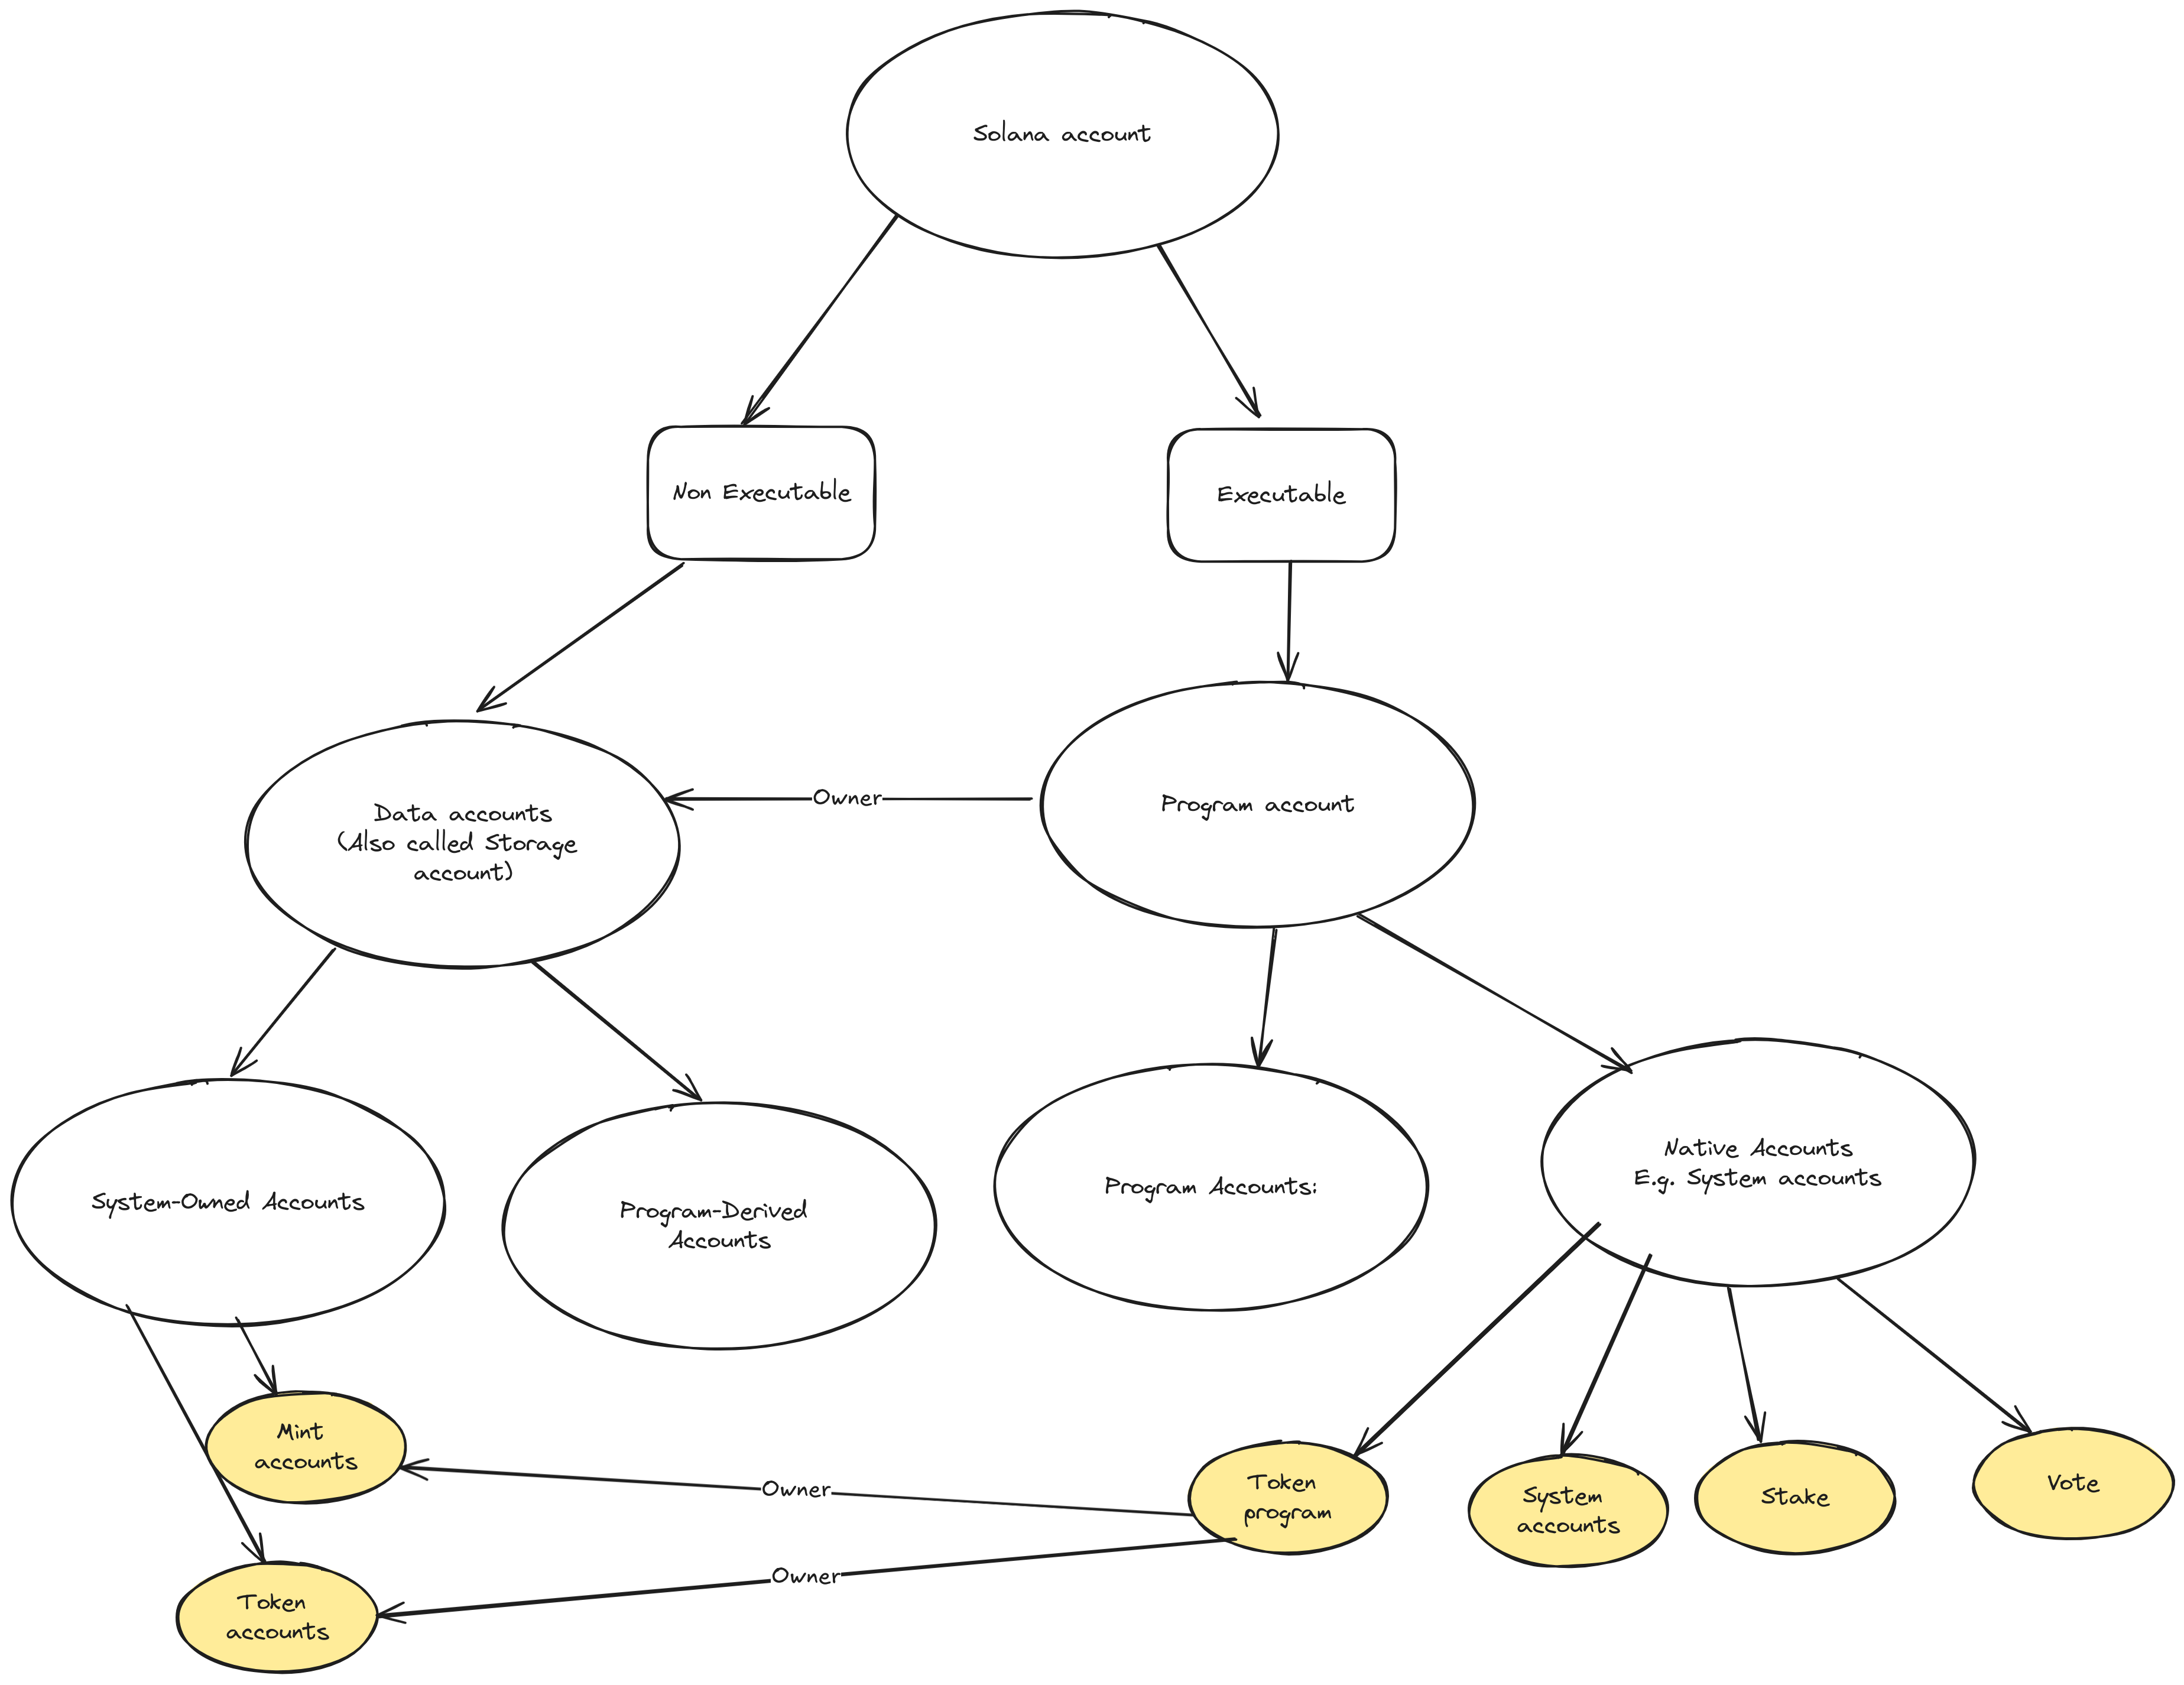 Solana account
Non Executable
Executable
Data accounts
(Also called Storage
account)
Owner
Program account
System-Owned Accounts
Program-Derived
Accounts
Program Accounts:
Native Accounts
E.g. System accounts
Mint
accounts
Owner
Token
program
System
accounts
Stake
Vote
Owner
Token
accounts